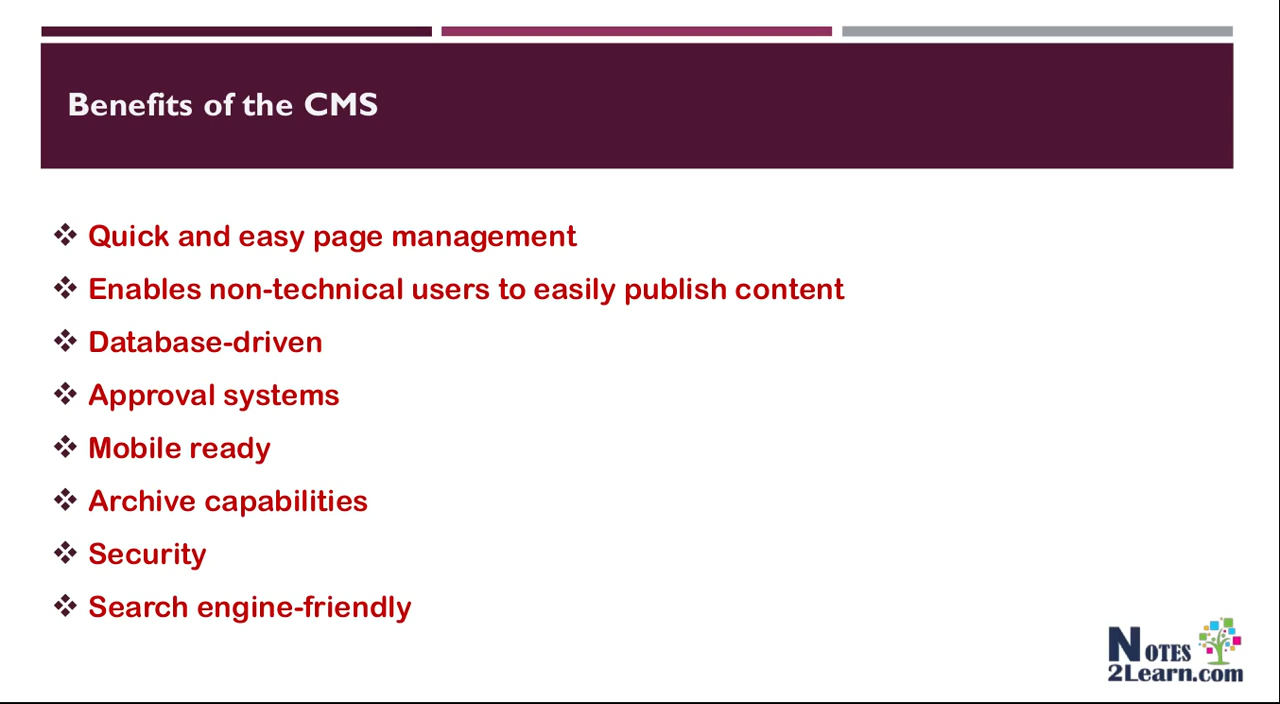 Benefits of the CMS
❖ Quick and easy page management
❖ Enables non-technical users to easily publish content
❖ Database-driven
❖ Approval systems
❖ Mobile ready
❖ Archive capabilities
❖ Security
❖ Search engine-friendly
NOTES
2Learn.com